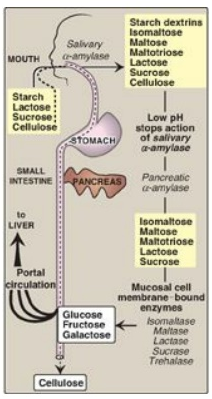 MOUTH
Salivary
α-amylase
Starch
Lactose
Sucrose
Cellulose
Starch dextrins
Isomaltose
Maltose
Maltotriose
Lactose
Sucrose
Cellulose
Low pH
stops action
of salivary
α-amylase
STOMACH
SMALL
INTESTINE
PANCREAS
Pancreatic
α-amylase
to
LIVER
Isomaltose
Maltose
Maltotriose
Lactose
Sucrose
Portal
circulation
Mucosal cell
membrane-bound
enzymes
Glucose
Fructose
Galactose
Isomaltase
Maltase
Lactase
Sucrase
Trehalase
Cellulose